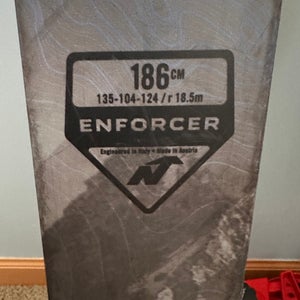 186CM
135-104-124 / r 18.5m
ENFORCER
Engineered in Italy • Made in Austria